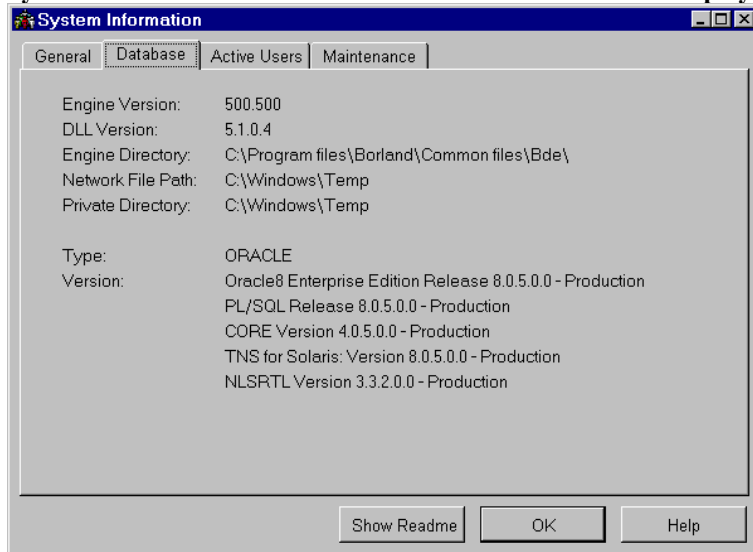 System Information
General Database Active Users Maintenance
Engine Version: 500.500
DLL Version: 5.1.0.4
Engine Directory: C:\Program files\Borland\Common files\Bde\
Network File Path: C:\Windows\Temp
Private Directory: C:\Windows\Temp
Type: ORACLE
Version: Oracle8 Enterprise Edition Release 8.0.5.0.0 - Production
PL/SQL Release 8.0.5.0.0 - Production
CORE Version 4.0.5.0.0 - Production
TNS for Solaris: Version 8.0.5.0.0 - Production
NLSRTL Version 3.3.2.0.0 - Production
Show Readme OK Help